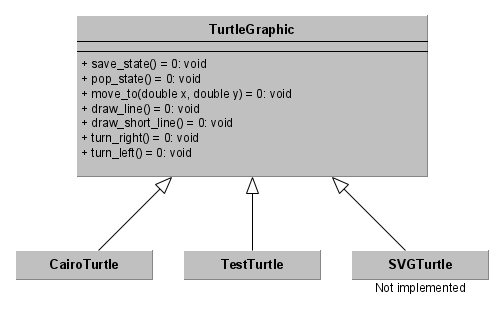 TurtleGraphic
+ save_state() = 0: void
+ pop_state() = 0: void
+ move_to(double x, double y) = 0: void
+ draw_line() = 0: void
+ draw_short_line() = 0: void
+ turn_right() = 0: void
+ turn_left() = 0: void
CairoTurtle
TestTurtle
SVGTurtle
Not implemented